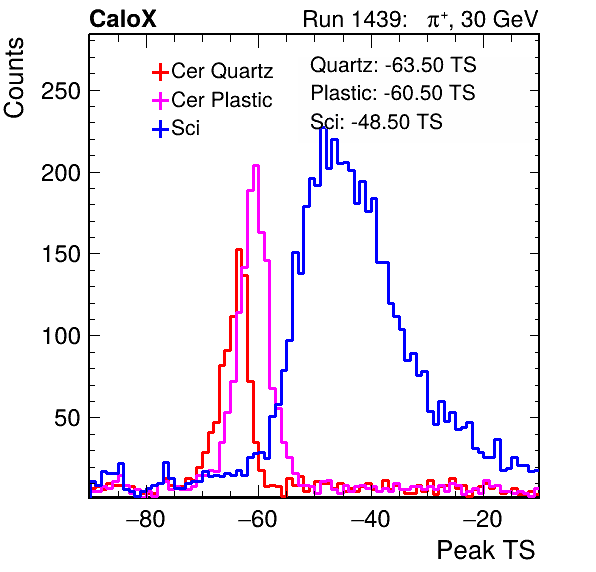 CaloX Run 1439: π⁺, 30 GeV
Counts
Cer Quartz
Cer Plastic
Sci
Quartz: -63.50 TS
Plastic: -60.50 TS
Sci: -48.50 TS
250
200
150
100
50
−80 −60 −40 −20
Peak TS